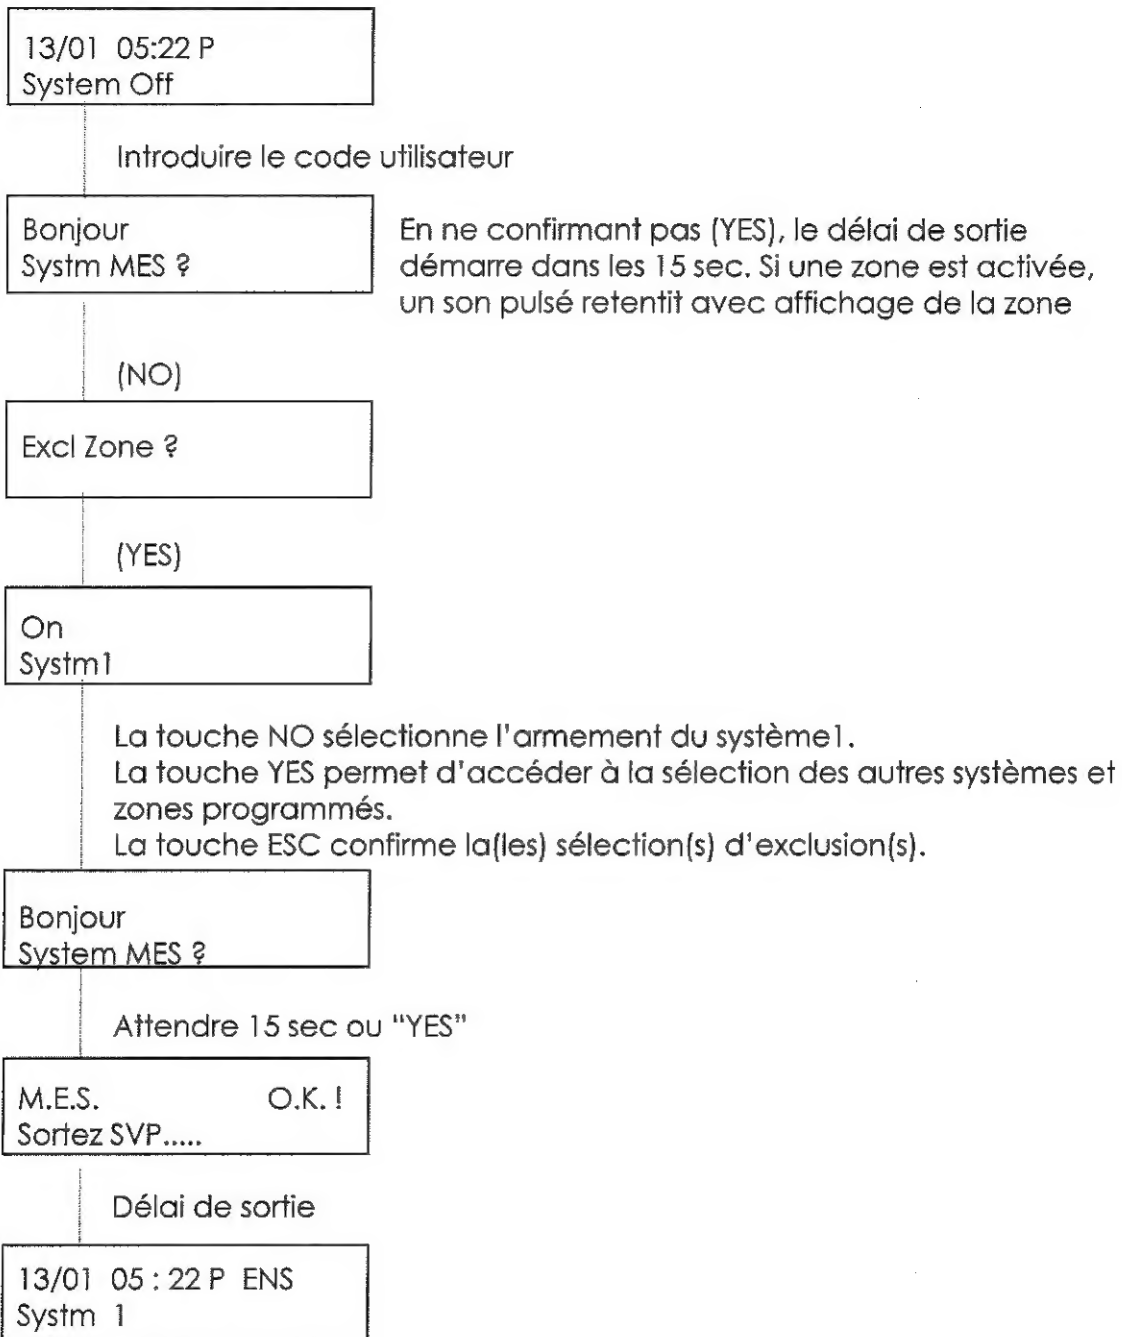 13/01 05:22 P
System Off
Introduire le code utilisateur
Bonjour
Systm MES ?
En ne confirmant pas (YES), le délai de sortie
démarre dans les 15 sec. Si une zone est activée,
un son pulsé retentit avec affichage de la zone
(NO)
Excl Zone ?
(YES)
On
Systm1
La touche NO sélectionne l'armement du système1.
La touche YES permet d'accéder à la sélection des autres systèmes et
zones programmés.
La touche ESC confirme la(les) sélection(s) d'exclusion(s).
Bonjour
System MES ?
Attendre 15 sec ou "YES"
M.E.S. O.K. !
Sortez SVP.....
Délai de sortie
13/01 05 : 22 P ENS
Systm 1